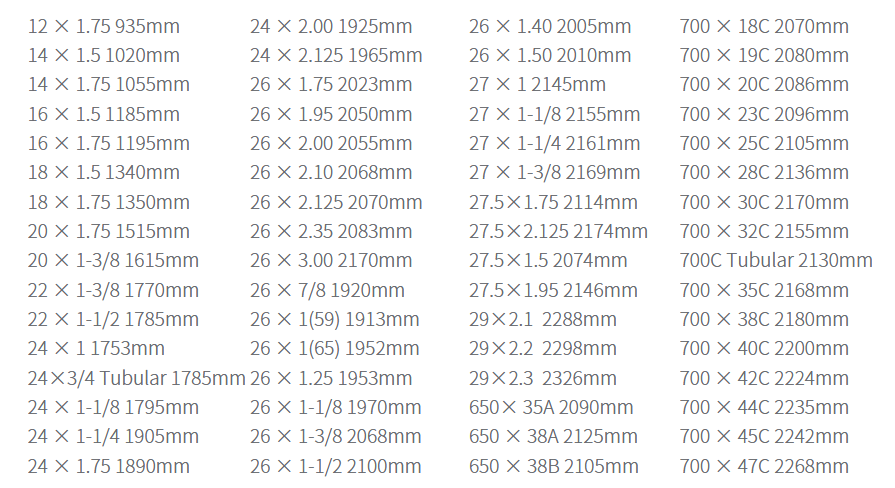 12 × 1.75 935mm
14 × 1.5 1020mm
14 × 1.75 1055mm
16 × 1.5 1185mm
16 × 1.75 1195mm
18 × 1.5 1340mm
18 × 1.75 1350mm
20 × 1.75 1515mm
20 × 1-3/8 1615mm
22 × 1-3/8 1770mm
22 × 1-1/2 1785mm
24 × 1 1753mm
24×3/4 Tubular 1785mm
24 × 1-1/8 1795mm
24 × 1-1/4 1905mm
24 × 1.75 1890mm
24 × 2.00 1925mm
24 × 2.125 1965mm
26 × 1.75 2023mm
26 × 1.95 2050mm
26 × 2.00 2055mm
26 × 2.10 2068mm
26 × 2.125 2070mm
26 × 2.35 2083mm
26 × 3.00 2170mm
26 × 7/8 1920mm
26 × 1(59) 1913mm
26 × 1(65) 1952mm
26 × 1.25 1953mm
26 × 1-1/8 1970mm
26 × 1-3/8 2068mm
26 × 1-1/2 2100mm
26 × 1.40 2005mm
26 × 1.50 2010mm
27 × 1 2145mm
27 × 1-1/8 2155mm
27 × 1-1/4 2161mm
27 × 1-3/8 2169mm
27.5×1.75 2114mm
27.5×2.125 2174mm
27.5×1.5 2074mm
27.5×1.95 2146mm
29×2.1 2288mm
29×2.2 2298mm
29×2.3 2326mm
650× 35A 2090mm
650 × 38A 2125mm
650 × 38B 2105mm
700 × 18C 2070mm
700 × 19C 2080mm
700 × 20C 2086mm
700 × 23C 2096mm
700 × 25C 2105mm
700 × 28C 2136mm
700 × 30C 2170mm
700 × 32C 2155mm
700C Tubular 2130mm
700 × 35C 2168mm
700 × 38C 2180mm
700 × 40C 2200mm
700 × 42C 2224mm
700 × 44C 2235mm
700 × 45C 2242mm
700 × 47C 2268mm